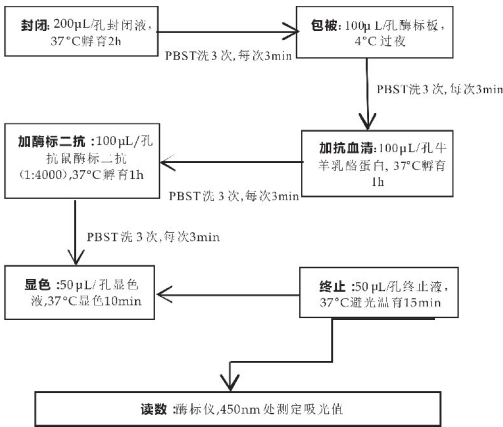 封闭:200μL/孔封闭液,
37°C孵育2h
PBST洗3次,每次3min
包被:100μL/孔酶标板,
4°C过夜
PBST洗3次,每次3min
加抗血清:100μL/孔牛
羊乳酪蛋白, 37°C孵育
1h
PBST洗3次,每次3min
加酶标二抗:100μL/孔
抗鼠酶标二抗
(1:4000),37°C孵育1h
PBST洗3次,每次3min
显色:50μL/孔显色
液,37°C显色10min
终止:50μL/孔终止液,
37°C避光温育15min
读数:酶标仪,450nm处测定吸光值